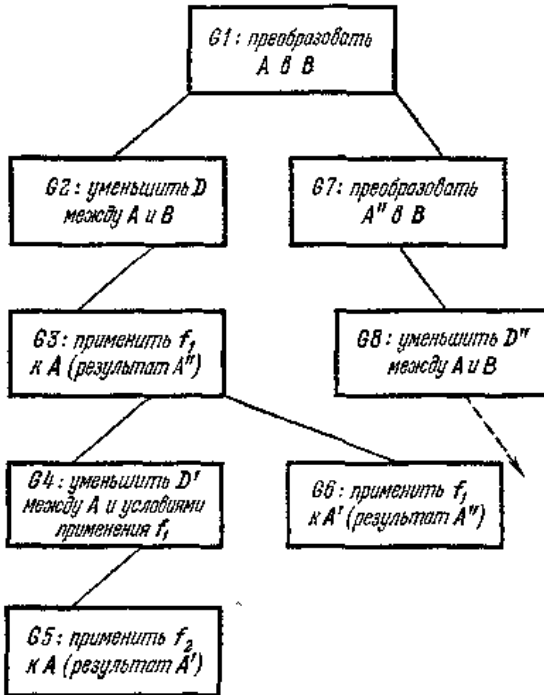 G1: преобразовать
A в B
G2: уменьшить D
между A и B
G7: преобразовать
A" в B
G3: применить f₁
к A (результат A")
G8: уменьшить D"
между A и B
G4: уменьшить D'
между A и условиями
применения f₁
G6: применить f₁
к A' (результат A")
G5: применить f₂
к A (результат A')